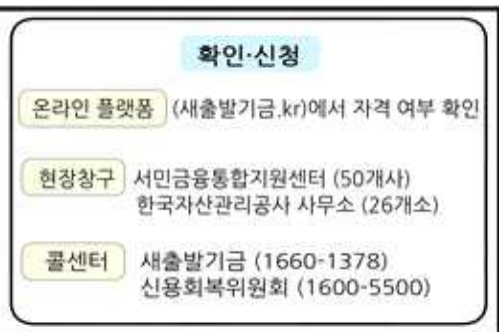 확인·신청
온라인 플랫폼 (새출발기금.kr)에서 자격 여부 확인
현장창구 서민금융통합지원센터 (50개사)
한국자산관리공사 사무소 (26개소)
콜센터 새출발기금 (1660-1378)
신용회복위원회 (1600-5500)